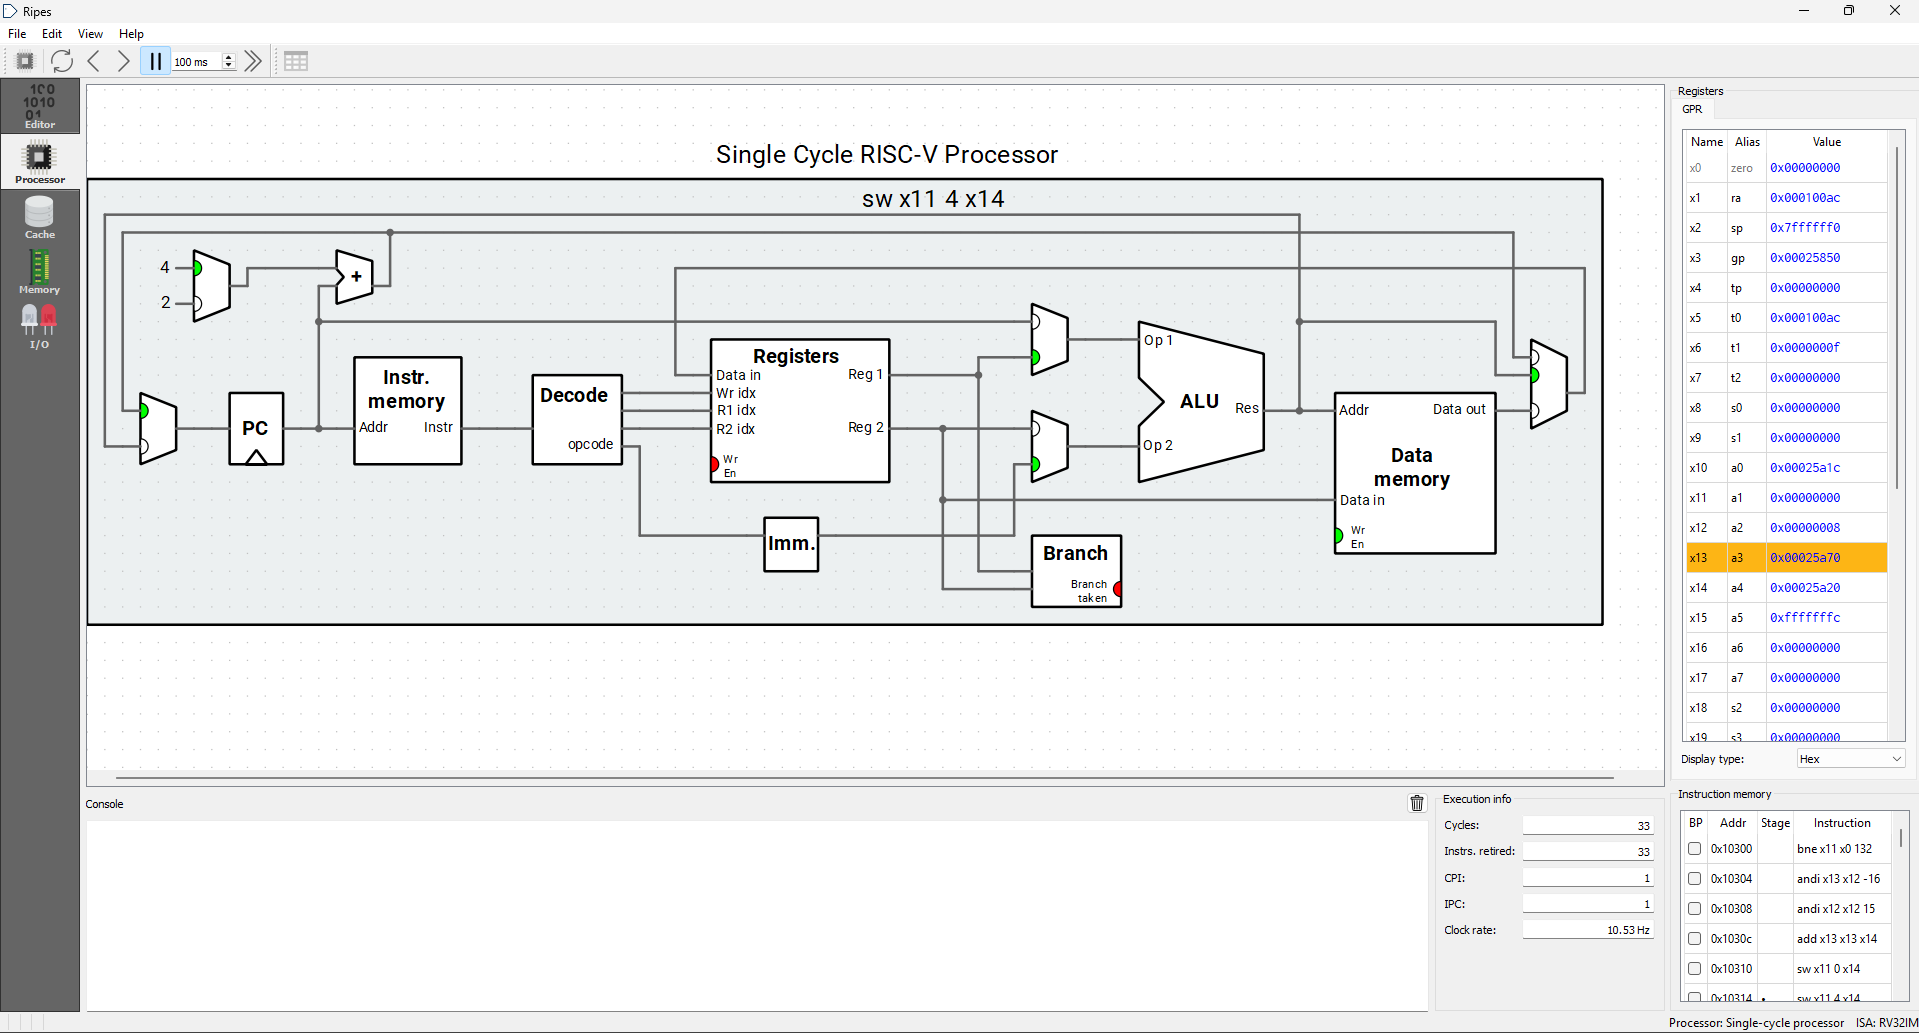 Ripes
File Edit View Help
100 ms
Editor
Processor
Cache
Memory
I/O
Single Cycle RISC-V Processor
sw x11 4 x14
4
2
+
PC
Instr. memory
Addr Instr
Decode
opcode
Registers
Data in Reg 1
Wr idx
R1 idx
R2 idx Reg 2
Wr En
Imm.
Op 1
ALU
Res
Op 2
Branch
Branch taken
Addr Data out
Data memory
Data in
Wr En
Registers
GPR
Name Alias Value
x0 zero 0x00000000
x1 ra 0x000100ac
x2 sp 0x7ffffff0
x3 gp 0x00025850
x4 tp 0x00000000
x5 t0 0x000100ac
x6 t1 0x0000000f
x7 t2 0x00000000
x8 s0 0x00000000
x9 s1 0x00000000
x10 a0 0x00025a1c
x11 a1 0x00000000
x12 a2 0x00000008
x13 a3 0x00025a70
x14 a4 0x00025a20
x15 a5 0xfffffffc
x16 a6 0x00000000
x17 a7 0x00000000
x18 s2 0x00000000
x19 s3 0x00000000
Display type: Hex
Console
Execution info
Cycles: 33
Instrs. retired: 33
CPI: 1
IPC: 1
Clock rate: 10.53 Hz
Instruction memory
BP Addr Stage Instruction
0x10300 bne x11 x0 132
0x10304 andi x13 x12 -16
0x10308 andi x12 x12 15
0x1030c add x13 x13 x14
0x10310 sw x11 0 x14
0x10314 • sw x11 4 x14
Processor: Single-cycle processor ISA: RV32IM